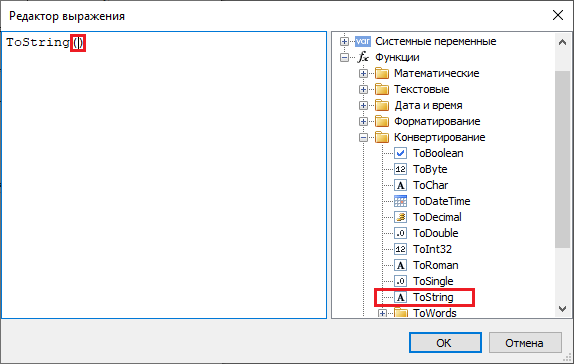 Редактор выражения
ToString()
var Системные переменные
fx Функции
Математические
Текстовые
Дата и время
Форматирование
Конвертирование
ToBoolean
12 ToByte
A ToChar
ToDateTime
ToDecimal
.0 ToDouble
12 ToInt32
A ToRoman
.0 ToSingle
A ToString
ToWords
OK
Отмена